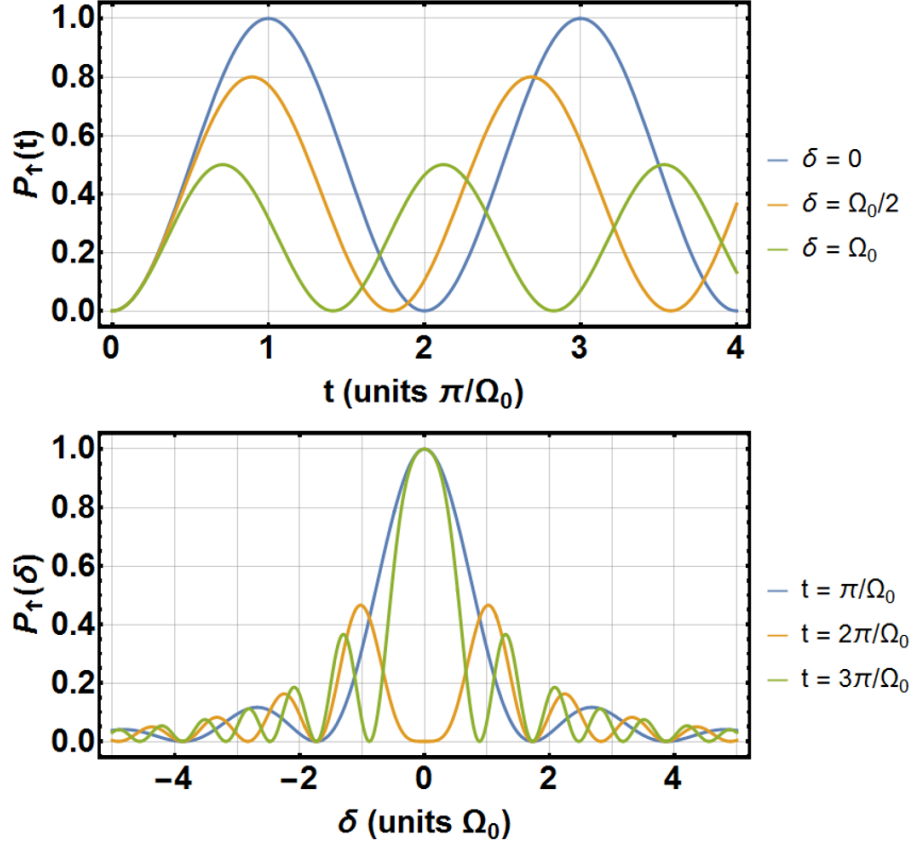 1.0
0.8
0.6
0.4
0.2
0.0
P↑(t)
0 1 2 3 4
t (units π/Ω₀)
δ = 0
δ = Ω₀/2
δ = Ω₀
1.0
0.8
0.6
0.4
0.2
0.0
P↑(δ)
−4 −2 0 2 4
δ (units Ω₀)
t = π/Ω₀
t = 2π/Ω₀
t = 3π/Ω₀